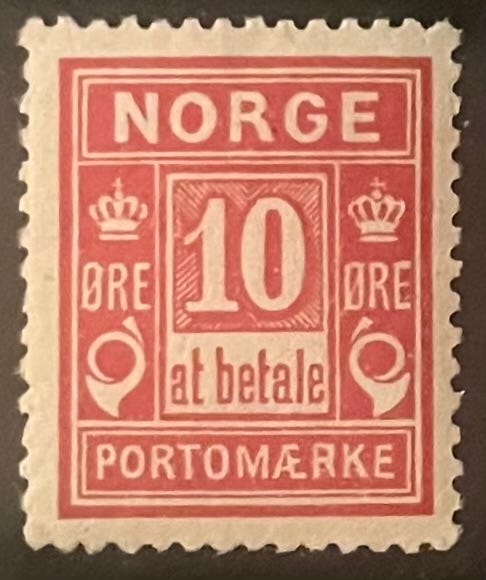 NORGE
10
ØRE ØRE
at betale
PORTOMÆRKE